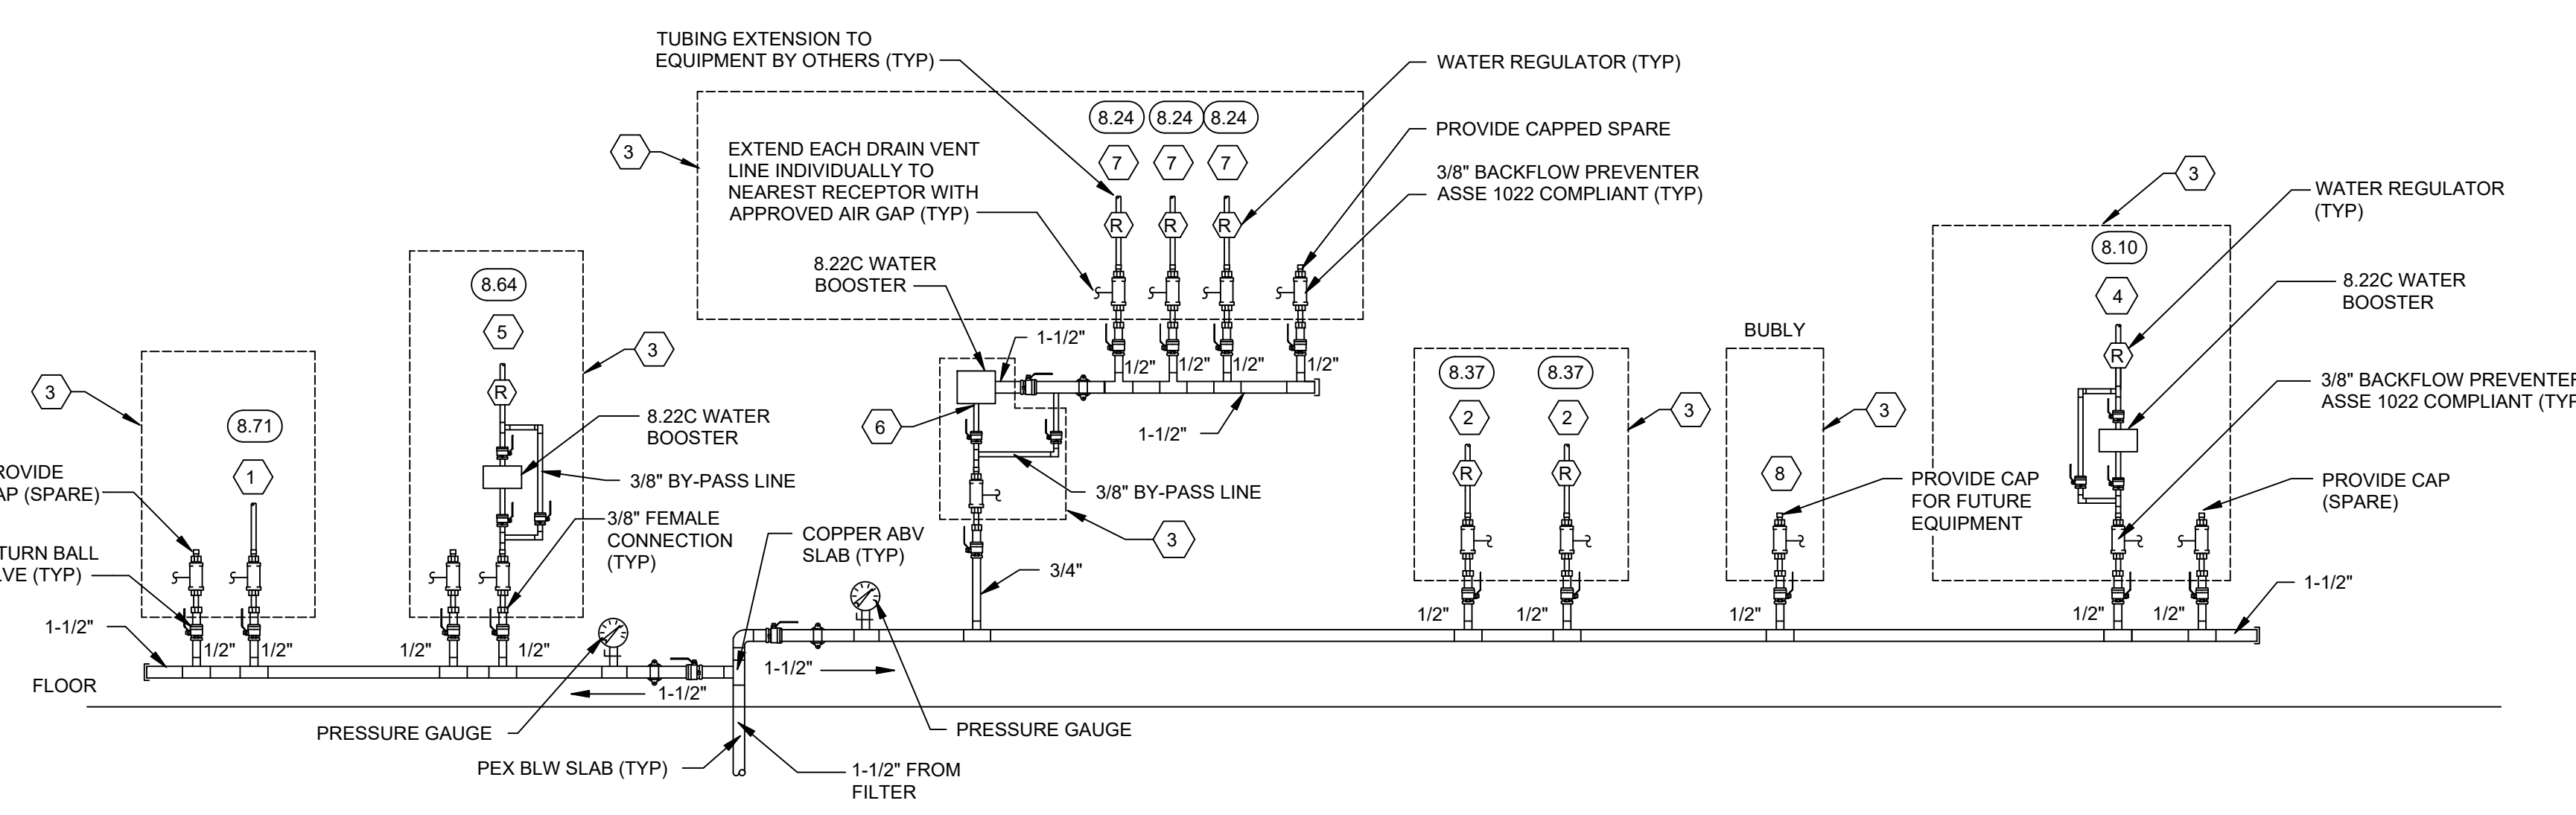 TUBING EXTENSION TO
EQUIPMENT BY OTHERS (TYP)
WATER REGULATOR (TYP)
8.24
8.24
8.24
PROVIDE CAPPED SPARE
3
EXTEND EACH DRAIN VENT
LINE INDIVIDUALLY TO
NEAREST RECEPTOR WITH
APPROVED AIR GAP (TYP)
7
7
7
3/8" BACKFLOW PREVENTER
ASSE 1022 COMPLIANT (TYP)
R
R
R
3
WATER REGULATOR
(TYP)
8.10
8.64
8.22C WATER
BOOSTER
4
8.22C WATER
BOOSTER
5
3
1-1/2"
BUBLY
R
1/2"
1/2"
1/2"
1/2"
3
R
8.37
8.37
3/8" BACKFLOW PREVENTER
ASSE 1022 COMPLIANT (TYP
8.71
8.22C WATER
BOOSTER
6
1-1/2"
2
2
3
3
1
3/8" BY-PASS LINE
3/8" BY-PASS LINE
R
R
8
PROVIDE CAP
FOR FUTURE
EQUIPMENT
PROVIDE CAP
(SPARE)
ROVIDE
AP (SPARE)
3/8" FEMALE
CONNECTION
(TYP)
COPPER ABV
SLAB (TYP)
3
TURN BALL
LVE (TYP)
3/4"
1-1/2"
1-1/2"
1/2"
1/2"
1/2"
1/2"
1/2"
1/2"
1/2"
1/2"
1/2"
FLOOR
1-1/2"
1-1/2"
PRESSURE GAUGE
PRESSURE GAUGE
PEX BLW SLAB (TYP)
1-1/2" FROM
FILTER